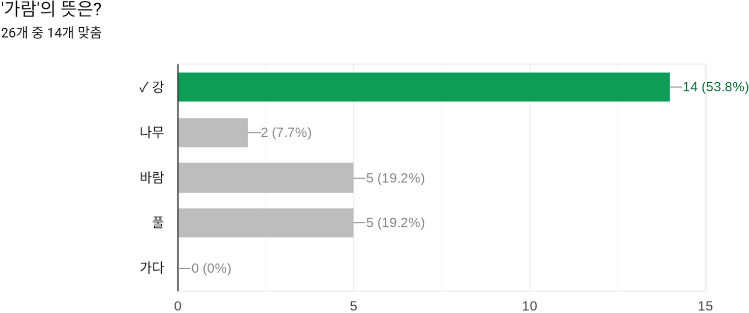 '가람'의 뜻은?
26개 중 14개 맞춤
✓ 강
14 (53.8%)
나무
2 (7.7%)
바람
5 (19.2%)
풀
5 (19.2%)
가다
0 (0%)
0 5 10 15